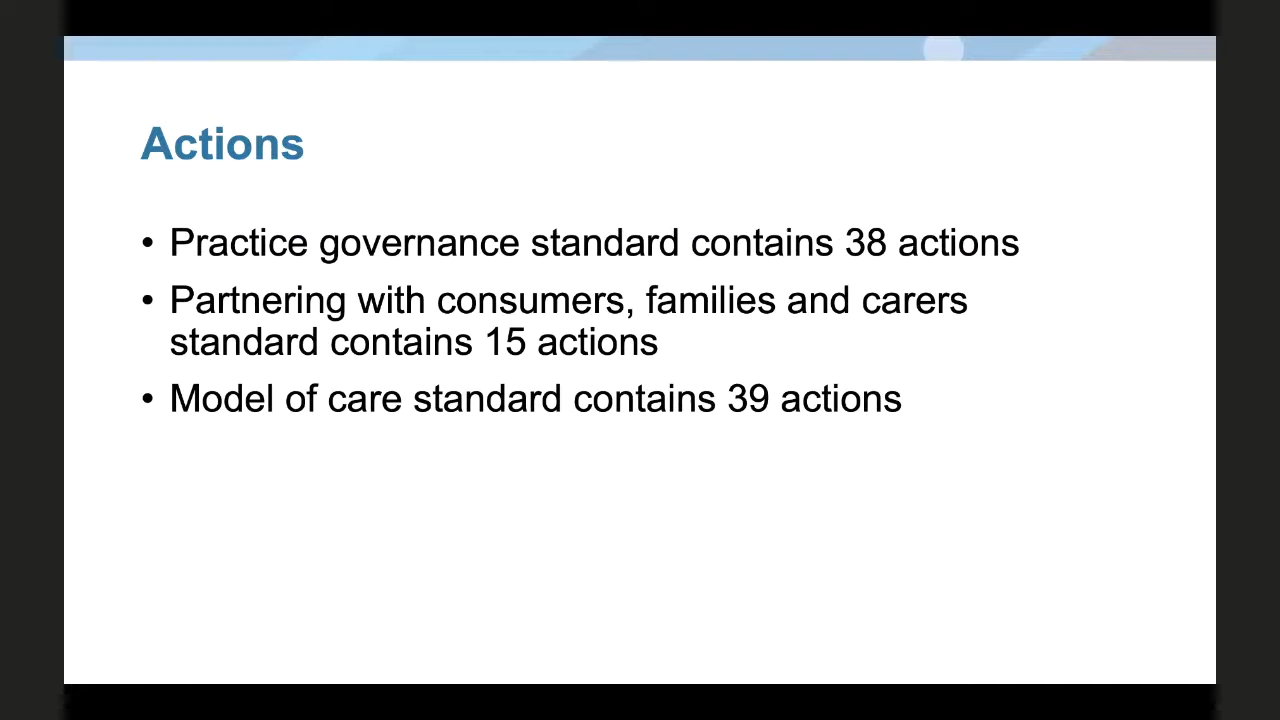 Actions
• Practice governance standard contains 38 actions
• Partnering with consumers, families and carers
standard contains 15 actions
• Model of care standard contains 39 actions